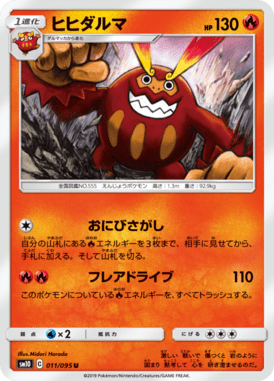 1進化
ヒヒダルマ
HP 130
ダルマッカから進化
全国図鑑NO.555 えんじょうポケモン 高さ:1.3m 重さ:92.9kg
おにびさがし
自分の山札にある エネルギーを3枚まで、相手に見せてから、
手札に加える。そして山札を切る。
フレアドライブ 110
このポケモンについている エネルギーを、すべてトラッシュする。
弱点 ×2 抵抗力 にげる
Illus. Midori Harada
sm10 C 011/095 U
©2019 Pokémon/Nintendo/Creatures/GAME FREAK.